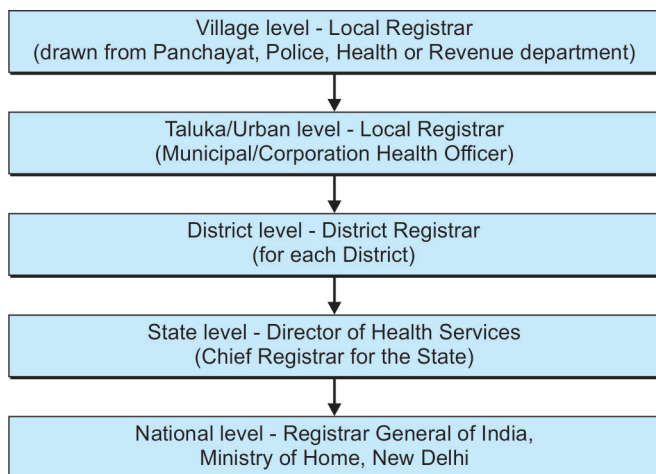 Village level - Local Registrar
(drawn from Panchayat, Police, Health or Revenue department)
Taluka/Urban level - Local Registrar
(Municipal/Corporation Health Officer)
District level - District Registrar
(for each District)
State level - Director of Health Services
(Chief Registrar for the State)
National level - Registrar General of India,
Ministry of Home, New Delhi